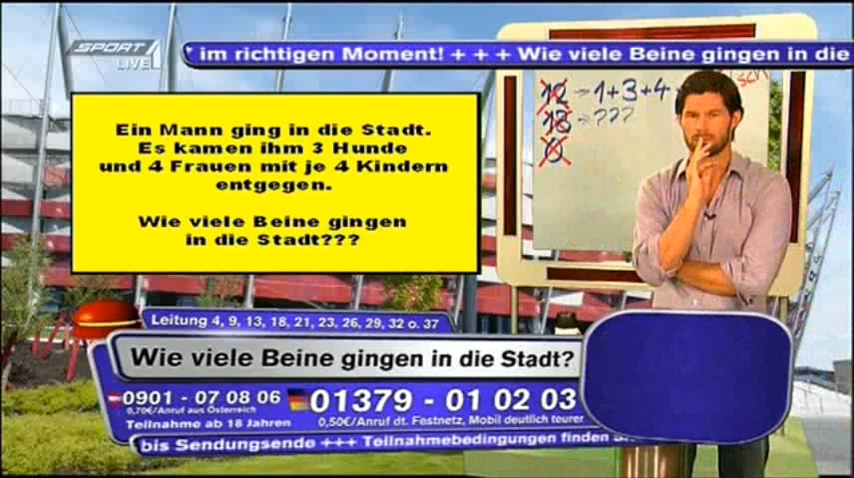 SPORT1
LIVE
im richtigen Moment! + + + Wie viele Beine gingen in die
Ein Mann ging in die Stadt.
Es kamen ihm 3 Hunde
und 4 Frauen mit je 4 Kindern
entgegen.
Wie viele Beine gingen
in die Stadt???
12 → 1+3+4
18 → ???
0
Leitung 4, 9, 13, 18, 21, 23, 26, 29, 32 o. 37
Wie viele Beine gingen in die Stadt?
0901 - 07 08 06
0,70€/Anruf aus Österreich
01379 - 01 02 03
Teilnahme ab 18 Jahren
0,50€/Anruf dt. Festnetz, Mobil deutlich teurer
bis Sendungsende +++ Teilnahmebedingungen finden